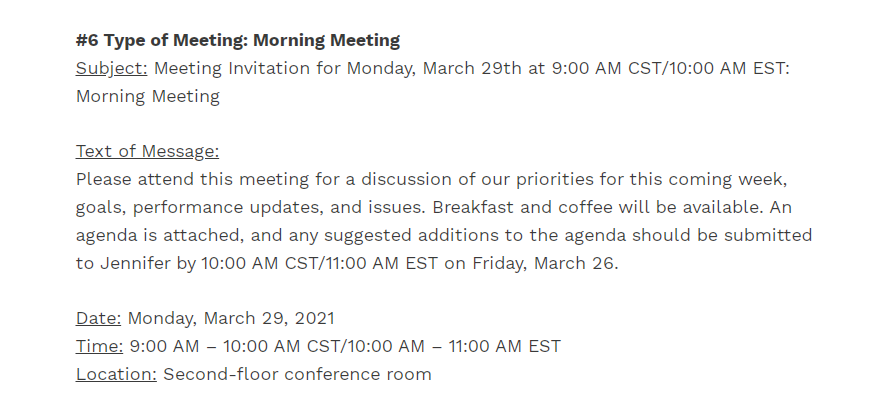 #6 Type of Meeting: Morning Meeting
Subject: Meeting Invitation for Monday, March 29th at 9:00 AM CST/10:00 AM EST:
Morning Meeting
Text of Message:
Please attend this meeting for a discussion of our priorities for this coming week,
goals, performance updates, and issues. Breakfast and coffee will be available. An
agenda is attached, and any suggested additions to the agenda should be submitted
to Jennifer by 10:00 AM CST/11:00 AM EST on Friday, March 26.
Date: Monday, March 29, 2021
Time: 9:00 AM – 10:00 AM CST/10:00 AM – 11:00 AM EST
Location: Second-floor conference room